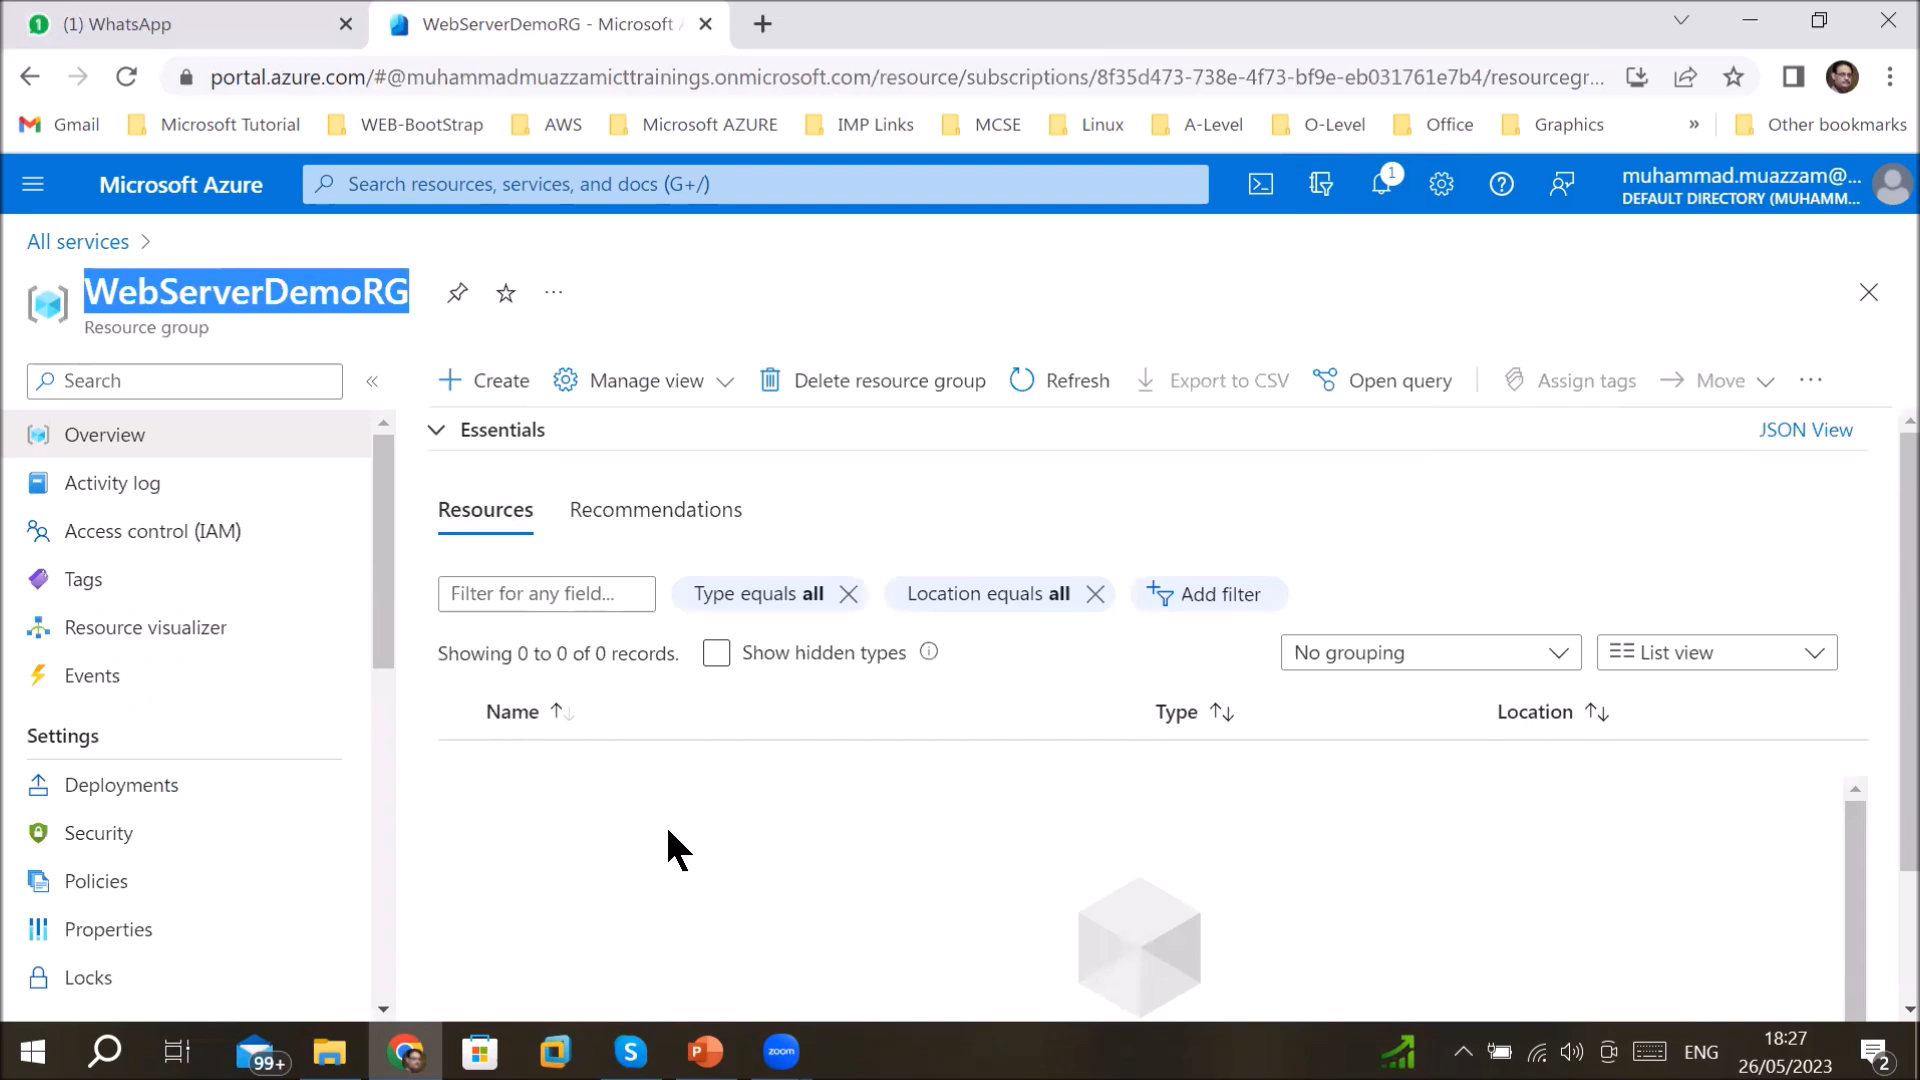 (1) WhatsApp
WebServerDemoRG - Microsoft A
portal.azure.com/#@muhammadmuazzamicttrainings.onmicrosoft.com/resource/subscriptions/8f35d473-738e-4f73-bf9e-eb031761e7b4/resourcegr...
Gmail Microsoft Tutorial WEB-BootStrap AWS Microsoft AZURE IMP Links MCSE Linux A-Level O-Level Office Graphics » Other bookmarks
Microsoft Azure
Search resources, services, and docs (G+/)
1
muhammad.muazzam@...
DEFAULT DIRECTORY (MUHAMM...
All services
WebServerDemoRG
Resource group
Search
Create Manage view Delete resource group Refresh Export to CSV Open query Assign tags Move
Overview
Activity log
Access control (IAM)
Tags
Resource visualizer
Events
Settings
Deployments
Security
Policies
Properties
Locks
Essentials
JSON View
Resources Recommendations
Filter for any field...
Type equals all
Location equals all
Add filter
Showing 0 to 0 of 0 records.
Show hidden types
No grouping
List view
Name Type Location
99+
S
P
zoom
ENG
18:27
26/05/2023
2